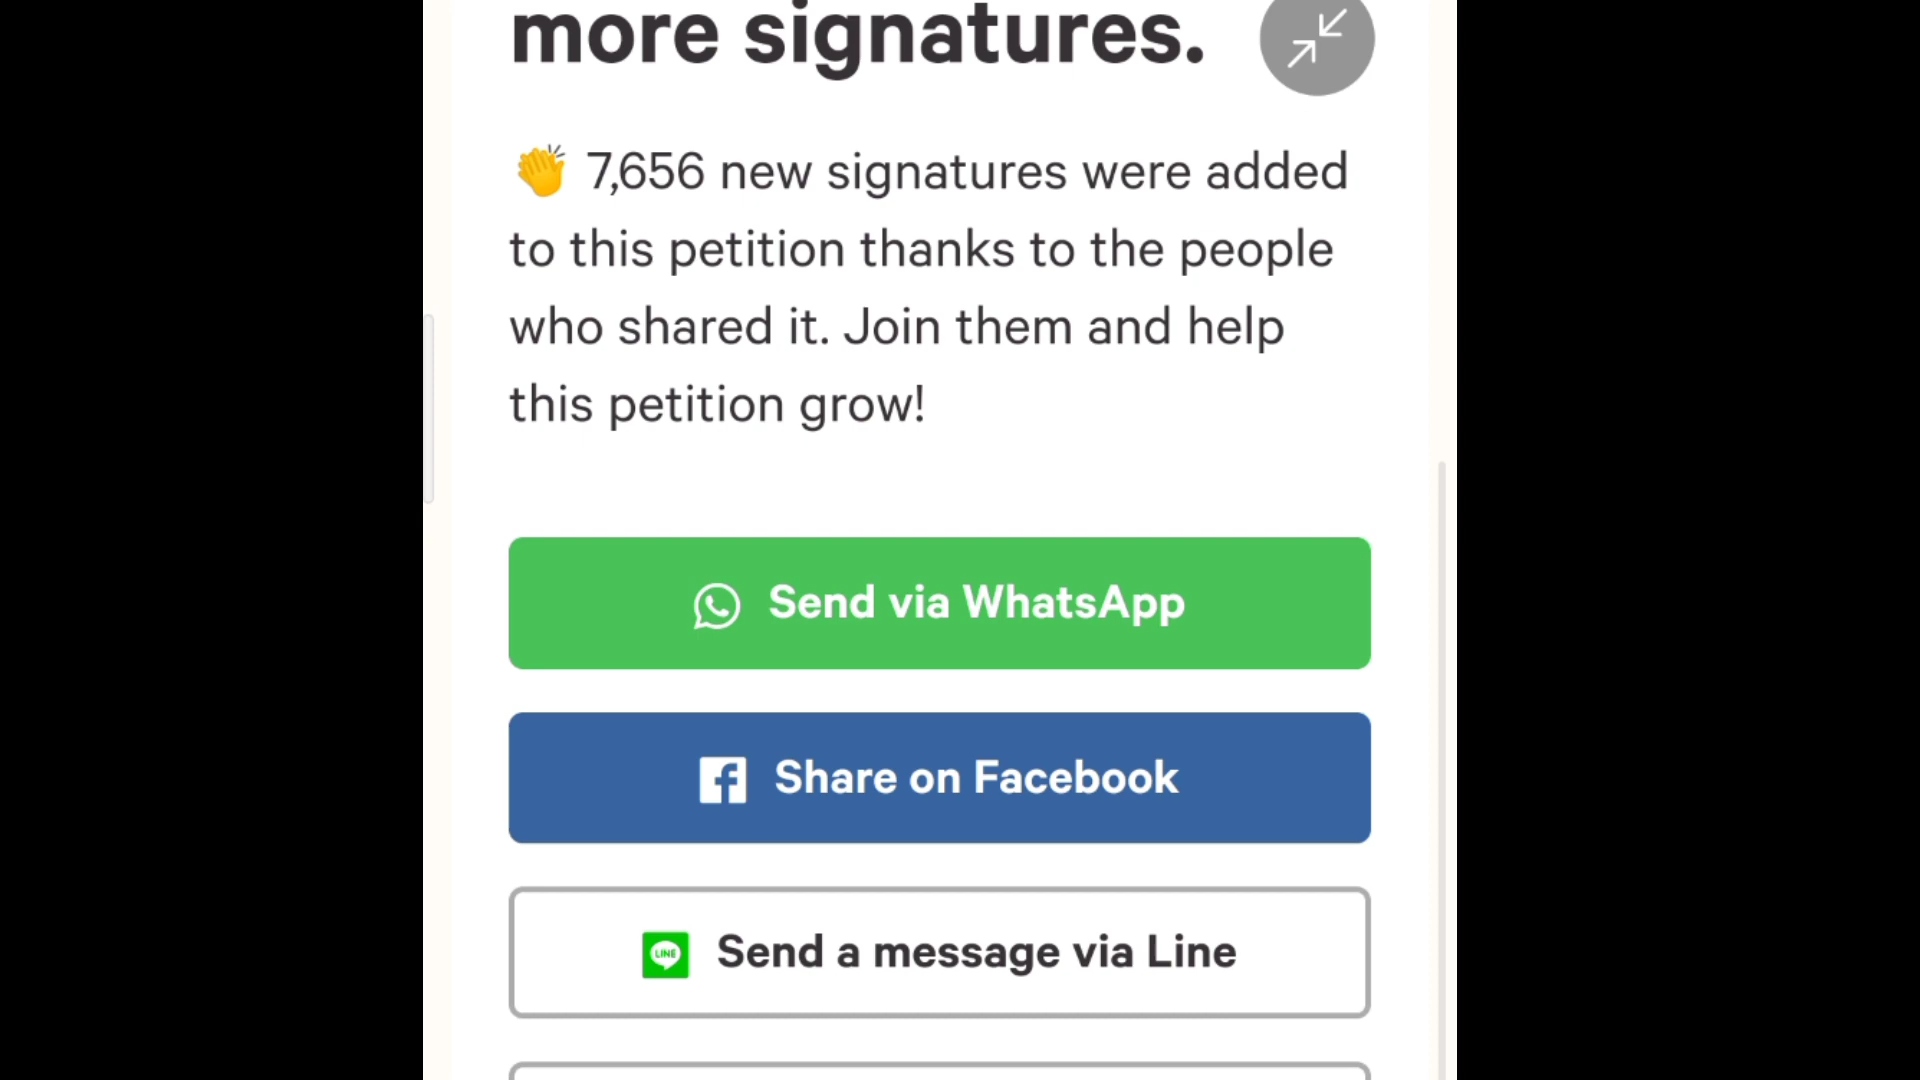 more signatures.
👏 7,656 new signatures were added
to this petition thanks to the people
who shared it. Join them and help
this petition grow!
Send via WhatsApp
Share on Facebook
LINE Send a message via Line